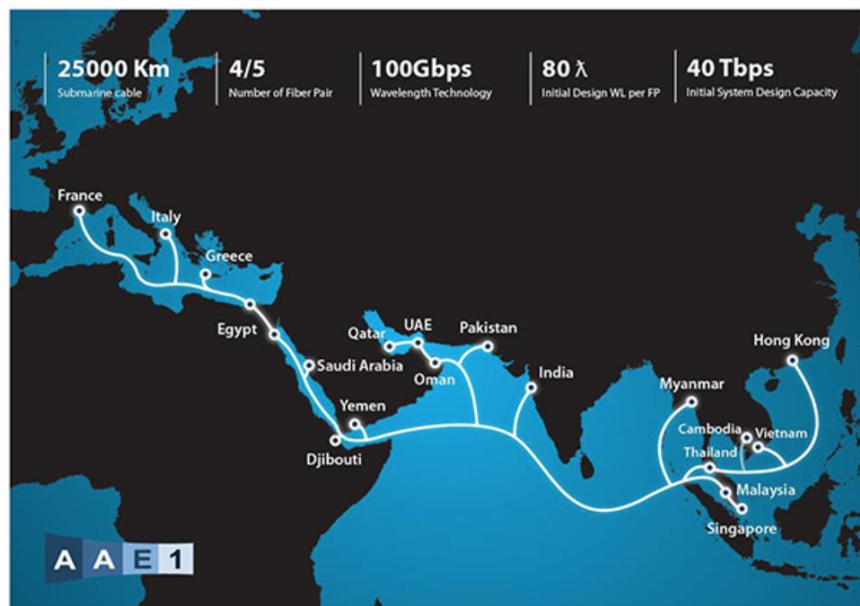 25000 Km
Submarine cable
4/5
Number of Fiber Pair
100Gbps
Wavelength Technology
80 λ
Initial Design WL per FP
40 Tbps
Initial System Design Capacity
France
Italy
Greece
Egypt
Saudi Arabia
Yemen
Djibouti
Qatar
UAE
Oman
Pakistan
India
Myanmar
Hong Kong
Cambodia
Vietnam
Thailand
Malaysia
Singapore
A A E 1